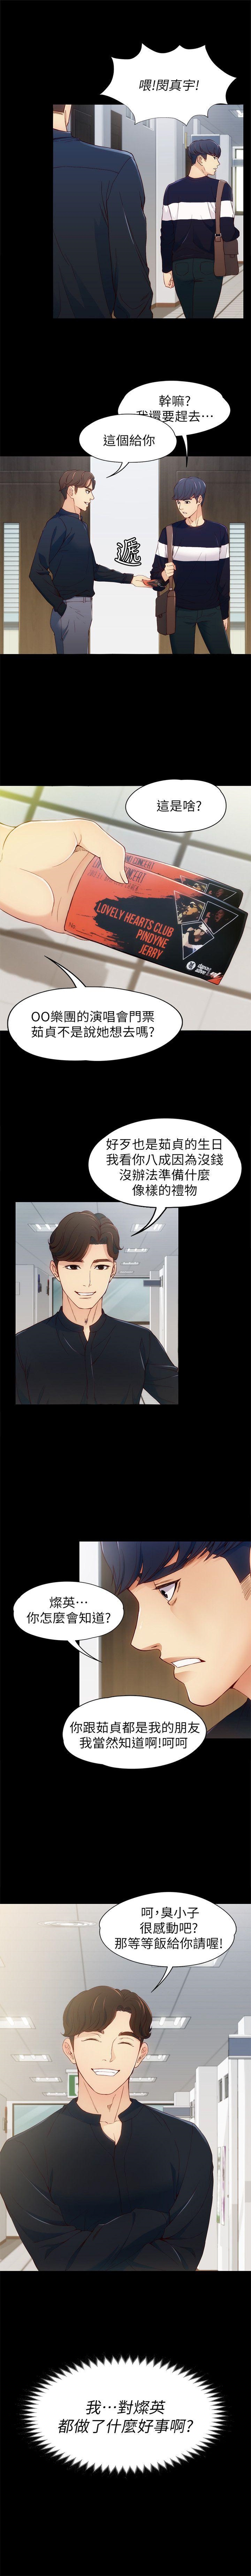 喂!閔真宇!
幹嘛?
我還要趕去⋯
這個給你
遞
這是啥?
LOVELY HEARTS CLUB
PINDYNE
JERRY
OO樂團的演唱會門票
茹貞不是說她想去嗎?
好歹也是茹貞的生日
我看你八成因為沒錢
沒辦法準備什麼
像樣的禮物
燦英⋯
你怎麼會知道?
你跟茹貞都是我的朋友
我當然知道啊!呵呵
呵,臭小子
很感動吧?
那等等飯給你請喔!
我⋯對燦英
都做了什麼好事啊?